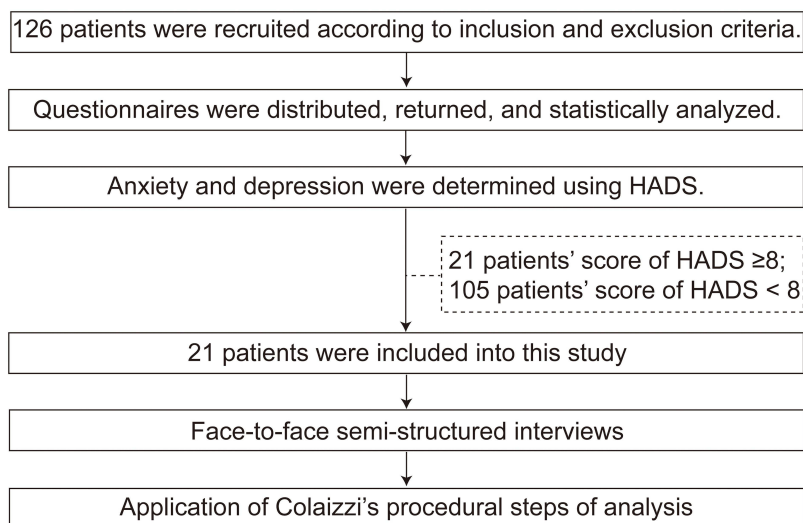 126 patients were recruited according to inclusion and exclusion criteria.
Questionnaires were distributed, returned, and statistically analyzed.
Anxiety and depression were determined using HADS.
21 patients’ score of HADS ≥8;
105 patients’ score of HADS < 8
21 patients were included into this study
Face-to-face semi-structured interviews
Application of Colaizzi’s procedural steps of analysis